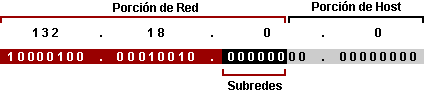 Porción de Red Porción de Host
132 . 18 . 0 . 0
10000100 . 00010010 . 00000000 . 00000000
Subredes